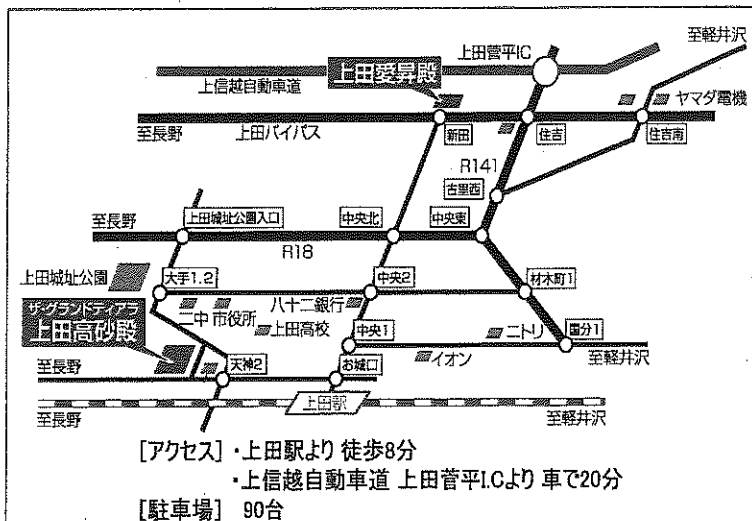 至軽井沢
上田菅平IC
上田愛昇殿
上信越自動車道
ヤマダ電機
至長野
上田バイパス
新田
住吉
住吉南
R141
古里西
上田城址公園入口
中央北
中央東
至長野
R18
上田城址公園
大手1.2
中央2
材木町1
二中
市役所
八十二銀行
上田高校
ザ・グランドティアラ
上田高砂殿
中央1
ニトリ
国分1
イオン
至軽井沢
至長野
天神2
お城口
上田駅
至長野
至軽井沢
[アクセス] ・上田駅より 徒歩8分
・上信越自動車道 上田菅平I.Cより 車で20分
[駐車場] 90台